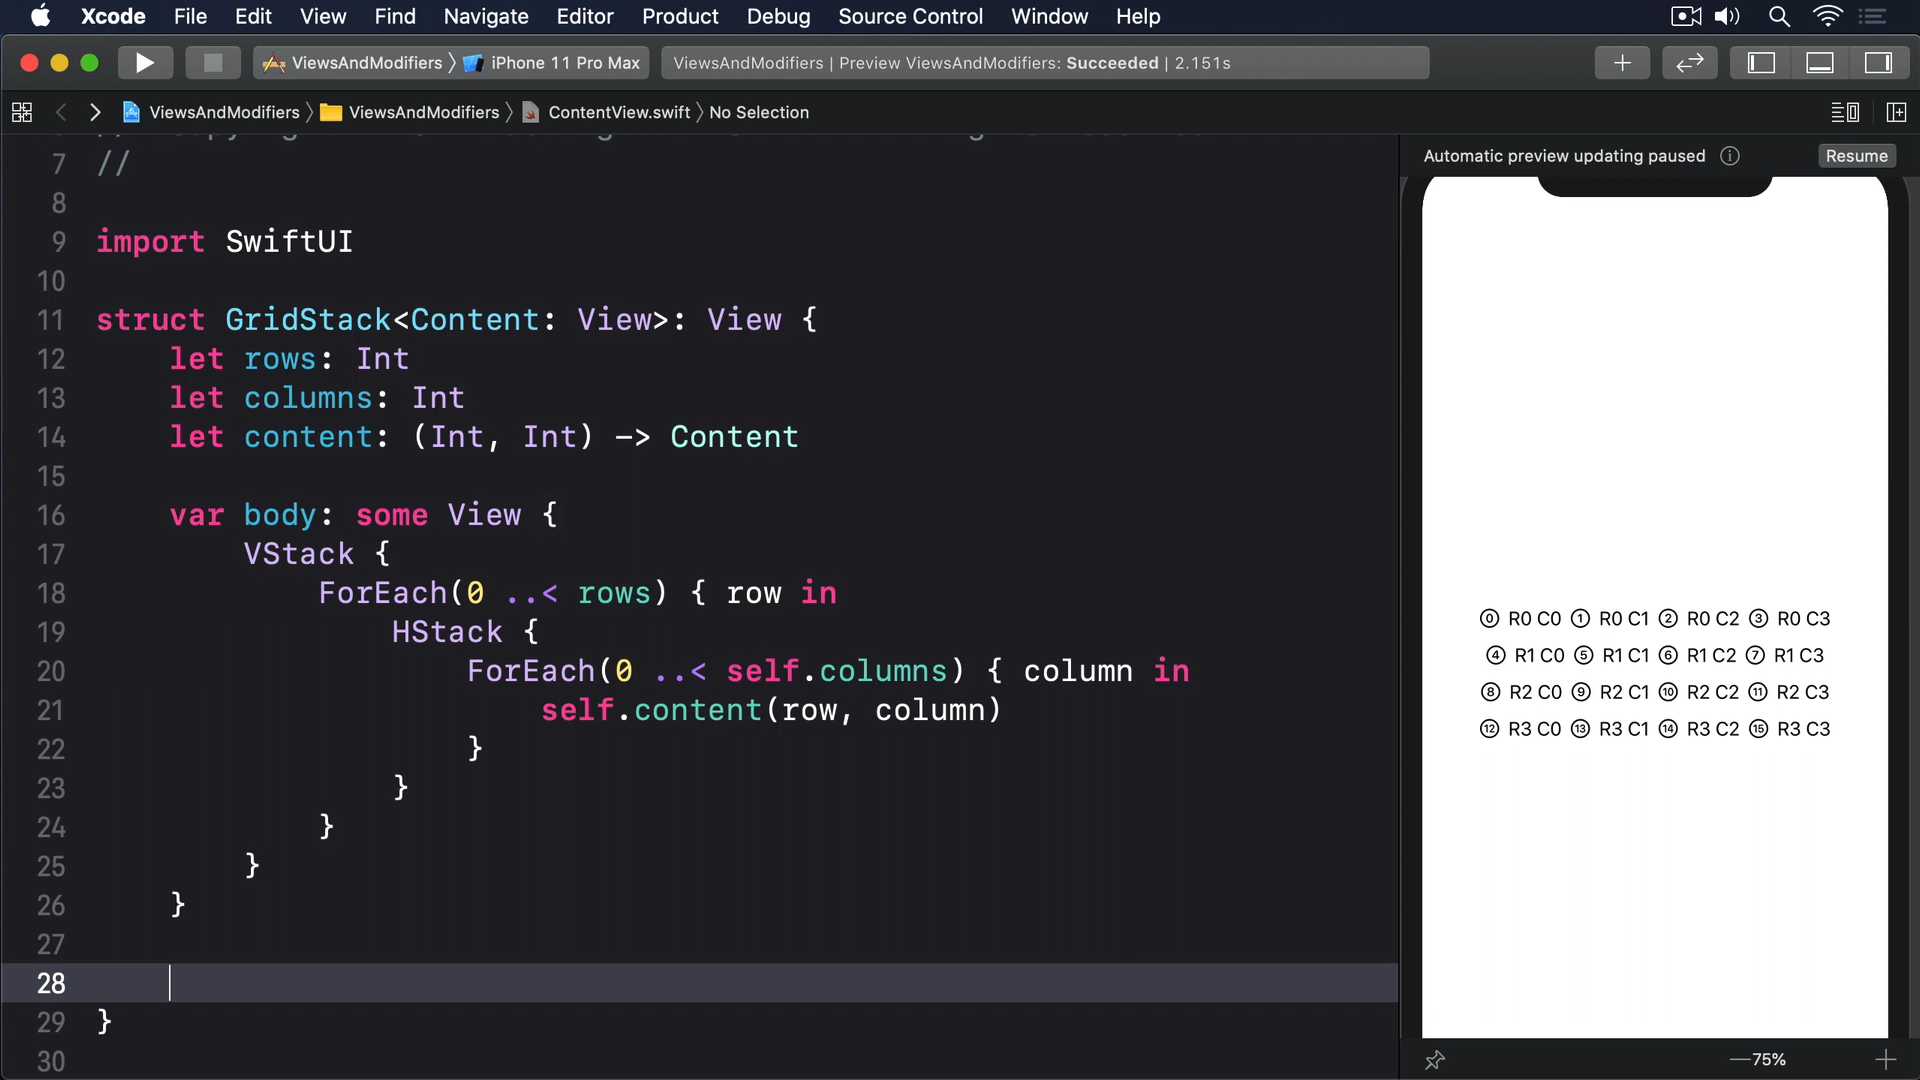 Xcode File Edit View Find Navigate Editor Product Debug Source Control Window Help
ViewsAndModifiers 〉 iPhone 11 Pro Max
ViewsAndModifiers | Preview ViewsAndModifiers: Succeeded | 2.151s
ViewsAndModifiers 〉 ViewsAndModifiers 〉 ContentView.swift 〉 No Selection
7 //
8
9 import SwiftUI
10
11 struct GridStack<Content: View>: View {
12 let rows: Int
13 let columns: Int
14 let content: (Int, Int) -> Content
15
16 var body: some View {
17 VStack {
18 ForEach(0 ..< rows) { row in
19 HStack {
20 ForEach(0 ..< self.columns) { column in
21 self.content(row, column)
22 }
23 }
24 }
25 }
26 }
27
28
29 }
30
Automatic preview updating paused Resume
0 R0 C0 1 R0 C1 2 R0 C2 3 R0 C3
4 R1 C0 5 R1 C1 6 R1 C2 7 R1 C3
8 R2 C0 9 R2 C1 10 R2 C2 11 R2 C3
12 R3 C0 13 R3 C1 14 R3 C2 15 R3 C3
75%